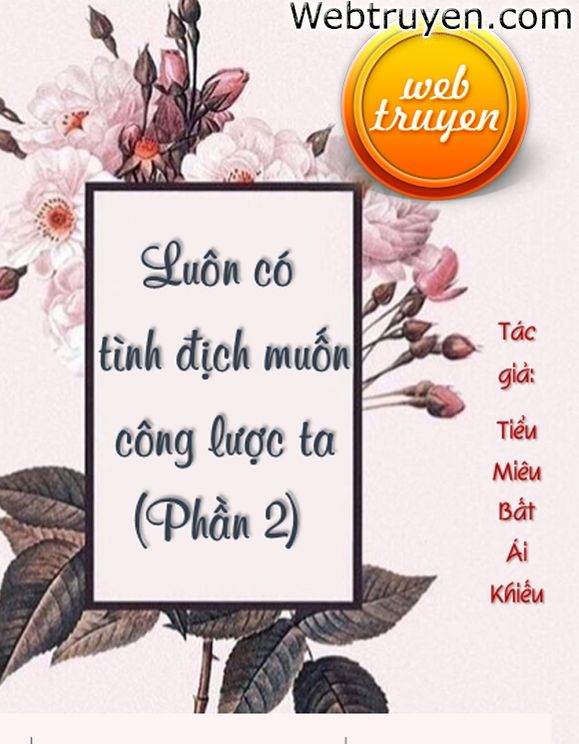 Webtruyen.com
web
truyen
Luôn có
tình địch muốn
công lược ta
(Phần 2)
Tác
giả:
Tiểu
Miêu
Bất
Ái
Khiếu